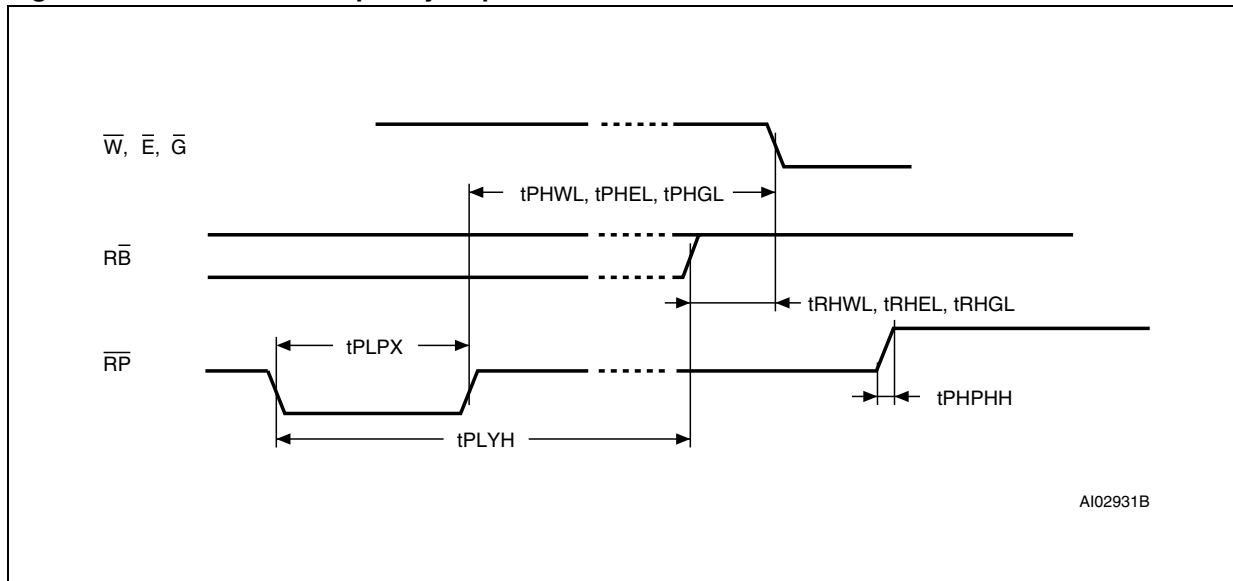 W̅, E̅, G̅
tPHWL, tPHEL, tPHGL
RB̅
tRHWL, tRHEL, tRHGL
tPLPX
R̅P̅
tPHPHH
tPLYH
AI02931B